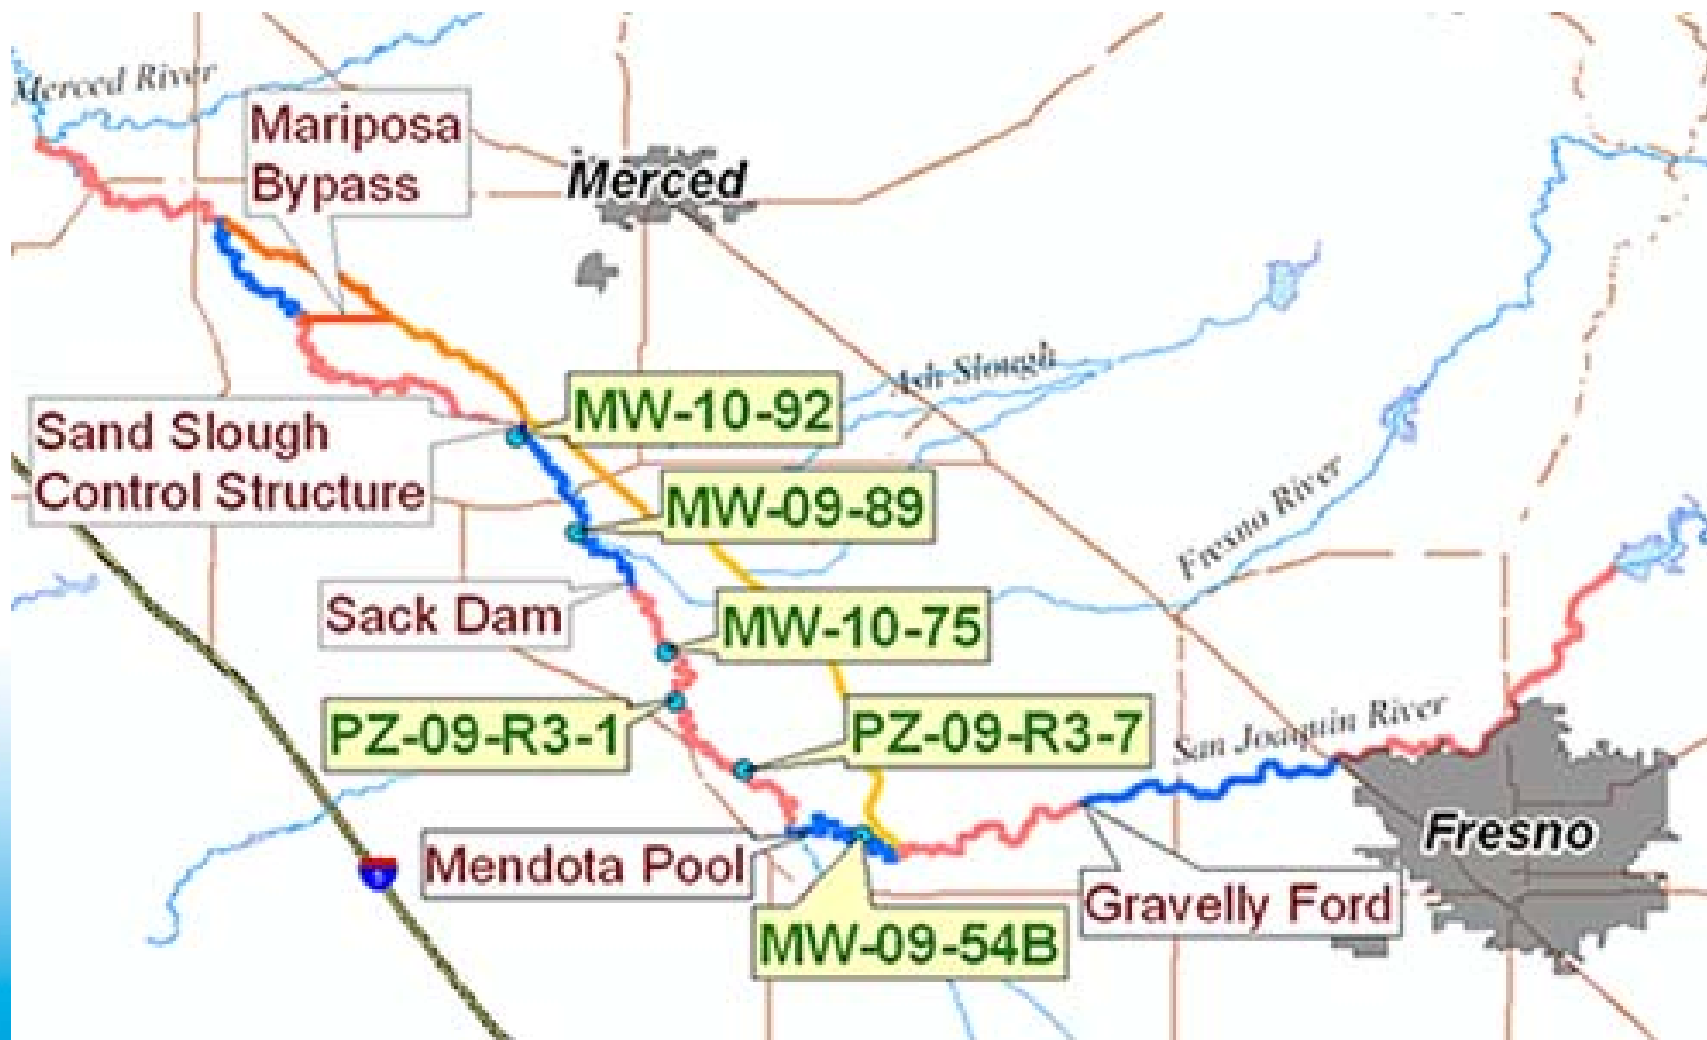 Merced River
Mariposa
Bypass
Merced
Ash Slough
MW-10-92
Sand Slough
Control Structure
MW-09-89
Fresno River
Sack Dam
MW-10-75
PZ-09-R3-1
PZ-09-R3-7
San Joaquin River
Mendota Pool
Fresno
Gravelly Ford
MW-09-54B